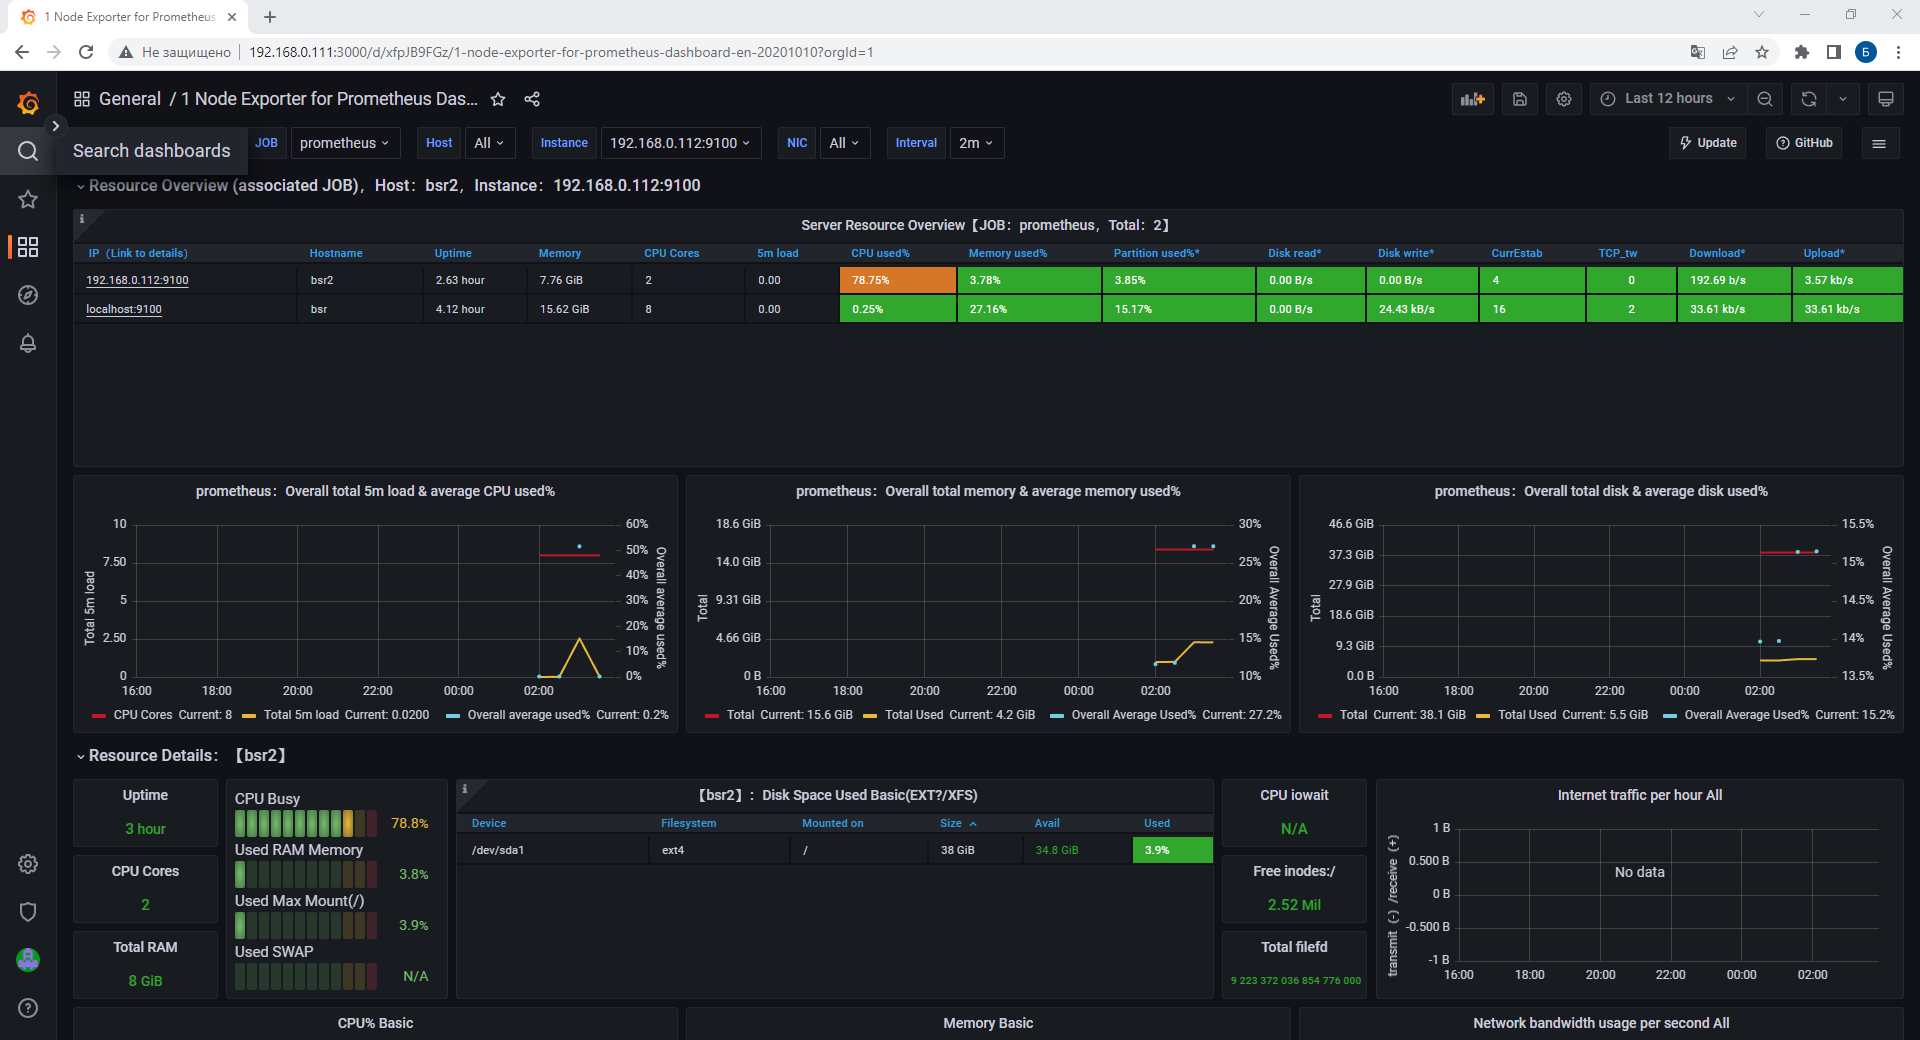 1 Node Exporter for Prometheus
Не защищено
192.168.0.111:3000/d/xfpJB9FGz/1-node-exporter-for-prometheus-dashboard-en-20201010?orgId=1
Б
General / 1 Node Exporter for Prometheus Das...
Last 12 hours
Search dashboards
JOB prometheus Host All Instance 192.168.0.112:9100 NIC All Interval 2m
Update GitHub
Resource Overview (associated JOB)，Host：bsr2，Instance：192.168.0.112:9100
Server Resource Overview【JOB：prometheus，Total：2】
IP（Link to details） Hostname Uptime Memory CPU Cores 5m load CPU used% Memory used% Partition used%* Disk read* Disk write* CurrEstab TCP_tw Download* Upload*
192.168.0.112:9100 bsr2 2.63 hour 7.76 GiB 2 0.00 78.75% 3.78% 3.85% 0.00 B/s 0.00 B/s 4 0 192.69 b/s 3.57 kb/s
localhost:9100 bsr 4.12 hour 15.62 GiB 8 0.00 0.25% 27.16% 15.17% 0.00 B/s 24.43 kB/s 16 2 33.61 kb/s 33.61 kb/s
prometheus：Overall total 5m load & average CPU used%
10
7.50
5
2.50
0
60%
50%
40%
30%
20%
10%
0%
Total 5m load
Overall average used%
16:00 18:00 20:00 22:00 00:00 02:00
CPU Cores Current: 8 Total 5m load Current: 0.0200 Overall average used% Current: 0.2%
prometheus：Overall total memory & average memory used%
18.6 GiB
14.0 GiB
9.31 GiB
4.66 GiB
0 B
30%
25%
20%
15%
10%
Total
Overall Average Used%
16:00 18:00 20:00 22:00 00:00 02:00
Total Current: 15.6 GiB Total Used Current: 4.2 GiB Overall Average Used% Current: 27.2%
prometheus：Overall total disk & average disk used%
46.6 GiB
37.3 GiB
27.9 GiB
18.6 GiB
9.3 GiB
0.0 B
15.5%
15%
14.5%
14%
13.5%
Total
Overall Average Used%
16:00 18:00 20:00 22:00 00:00 02:00
Total Current: 38.1 GiB Total Used Current: 5.5 GiB Overall Average Used% Current: 15.2%
Resource Details：【bsr2】
Uptime
3 hour
CPU Cores
2
Total RAM
8 GiB
CPU Busy
78.8%
Used RAM Memory
3.8%
Used Max Mount(/)
3.9%
Used SWAP
N/A
【bsr2】：Disk Space Used Basic(EXT?/XFS)
Device Filesystem Mounted on Size Avail Used
/dev/sda1 ext4 / 38 GiB 34.8 GiB 3.9%
CPU iowait
N/A
Free inodes:/
2.52 Mil
Total filefd
9 223 372 036 854 776 000
Internet traffic per hour All
1 B
0.500 B
0 B
-0.500 B
-1 B
transmit（-）/receive（+）
No data
16:00 18:00 20:00 22:00 00:00 02:00
CPU% Basic
Memory Basic
Network bandwidth usage per second All